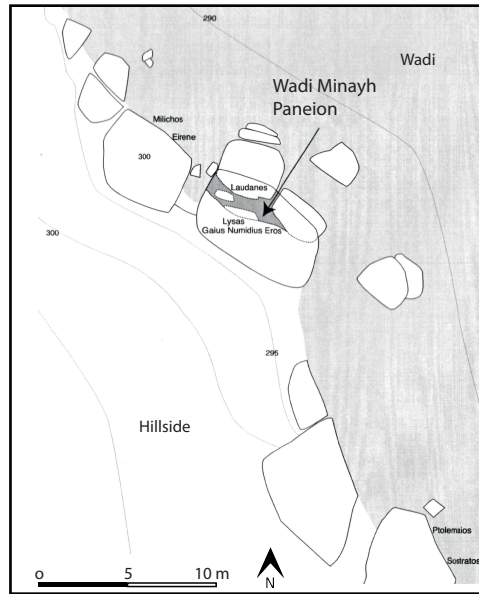 290
Wadi
Wadi Minayh
Paneion
Milichos
Eirene
300
Laudanes
Lysas
Gaius Numidius Eros
300
295
Hillside
Ptolemaios
Sostratos
o 5 10 m
N